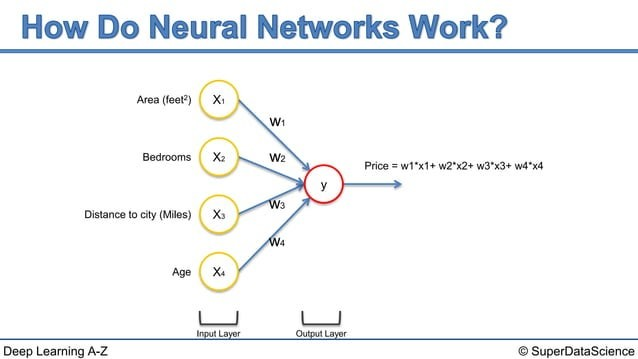 How Do Neural Networks Work?
Area (feet²) X1
W1
Bedrooms X2 W2
Price = w1*x1+ w2*x2+ w3*x3+ w4*x4
y
Distance to city (Miles) X3 W3
W4
Age X4
Input Layer Output Layer
Deep Learning A-Z © SuperDataScience